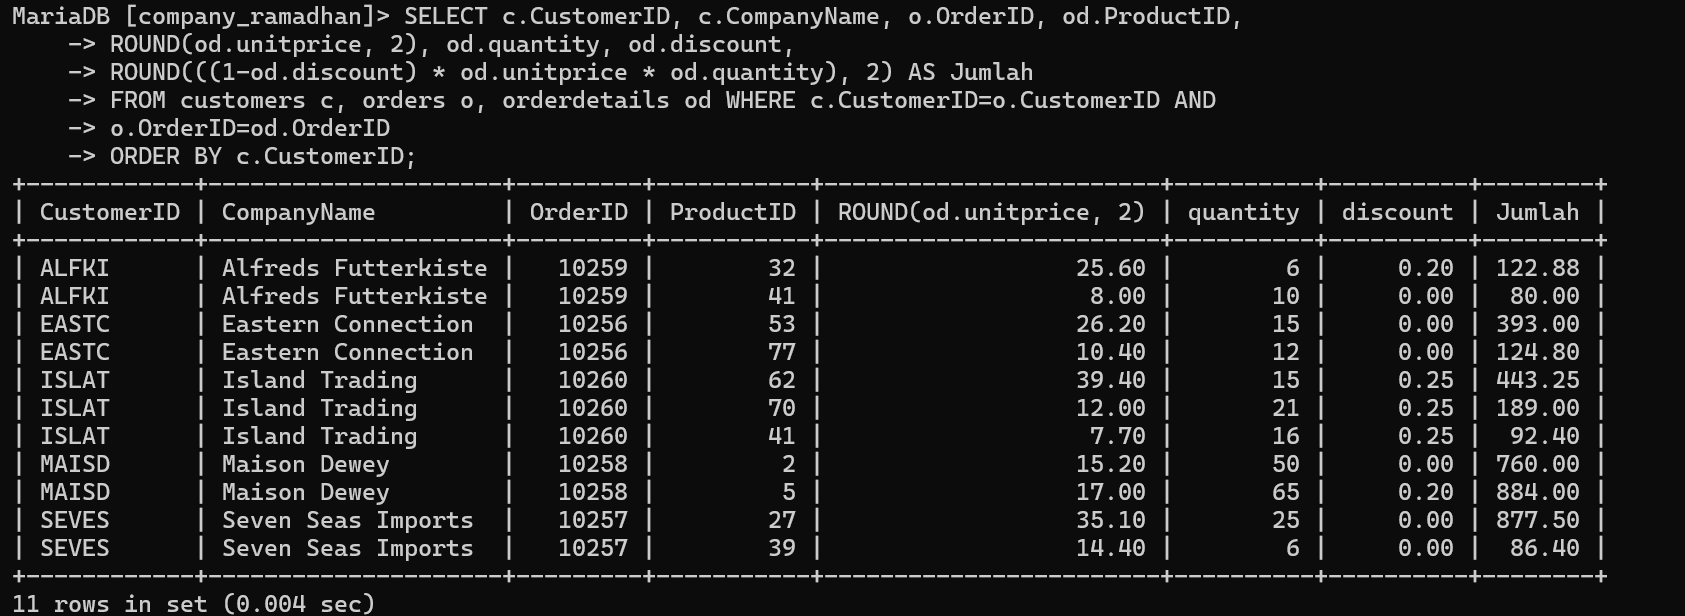 MariaDB [company_ramadhan]> SELECT c.CustomerID, c.CompanyName, o.OrderID, od.ProductID,
    -> ROUND(od.unitprice, 2), od.quantity, od.discount,
    -> ROUND(((1-od.discount) * od.unitprice * od.quantity), 2) AS Jumlah
    -> FROM customers c, orders o, orderdetails od WHERE c.CustomerID=o.CustomerID AND
    -> o.OrderID=od.OrderID
    -> ORDER BY c.CustomerID;
+------------+---------------------+---------+-----------+------------------------+----------+----------+--------+
| CustomerID | CompanyName         | OrderID | ProductID | ROUND(od.unitprice, 2) | quantity | discount | Jumlah |
+------------+---------------------+---------+-----------+------------------------+----------+----------+--------+
| ALFKI      | Alfreds Futterkiste |   10259 |        32 |                  25.60 |        6 |     0.20 | 122.88 |
| ALFKI      | Alfreds Futterkiste |   10259 |        41 |                   8.00 |       10 |     0.00 |  80.00 |
| EASTC      | Eastern Connection  |   10256 |        53 |                  26.20 |       15 |     0.00 | 393.00 |
| EASTC      | Eastern Connection  |   10256 |        77 |                  10.40 |       12 |     0.00 | 124.80 |
| ISLAT      | Island Trading      |   10260 |        62 |                  39.40 |       15 |     0.25 | 443.25 |
| ISLAT      | Island Trading      |   10260 |        70 |                  12.00 |       21 |     0.25 | 189.00 |
| ISLAT      | Island Trading      |   10260 |        41 |                   7.70 |       16 |     0.25 |  92.40 |
| MAISD      | Maison Dewey        |   10258 |         2 |                  15.20 |       50 |     0.00 | 760.00 |
| MAISD      | Maison Dewey        |   10258 |         5 |                  17.00 |       65 |     0.20 | 884.00 |
| SEVES      | Seven Seas Imports  |   10257 |        27 |                  35.10 |       25 |     0.00 | 877.50 |
| SEVES      | Seven Seas Imports  |   10257 |        39 |                  14.40 |        6 |     0.00 |  86.40 |
+------------+---------------------+---------+-----------+------------------------+----------+----------+--------+
11 rows in set (0.004 sec)